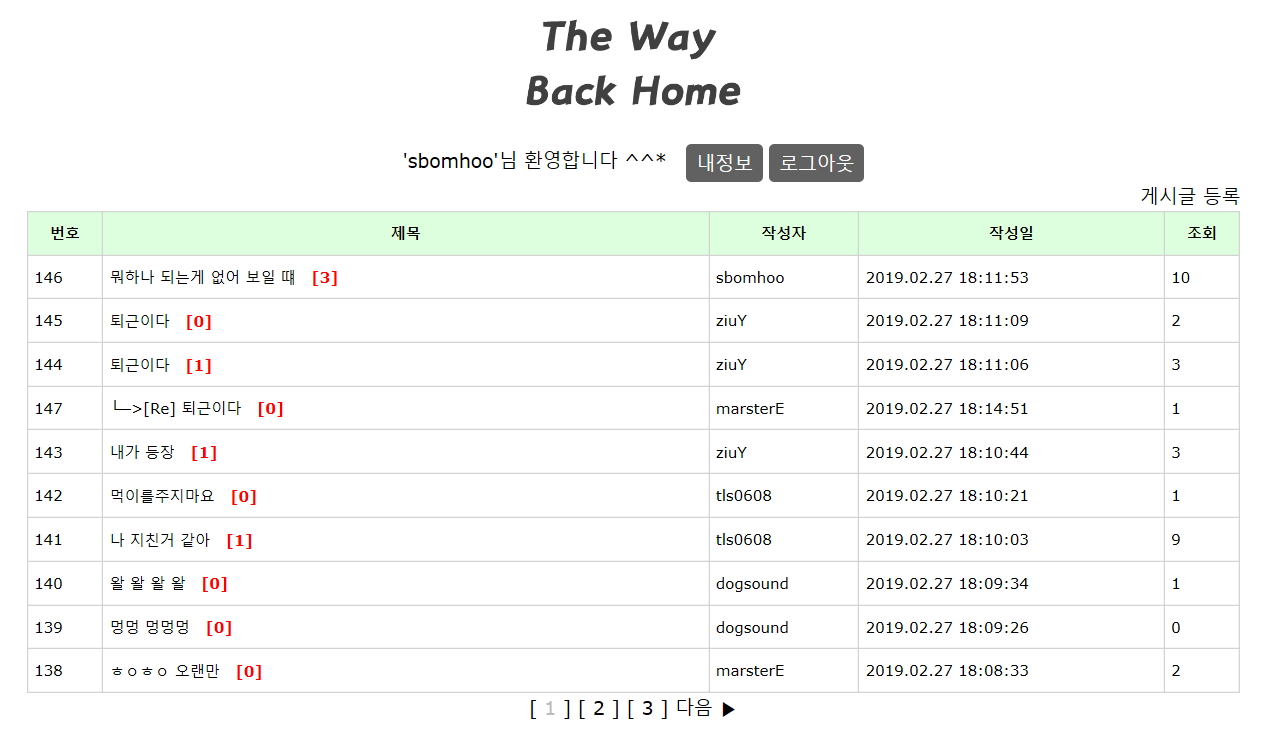 The Way
Back Home
'sbomhoo'님 환영합니다 ^^* 내정보 로그아웃
게시글 등록
번호 제목 작성자 작성일 조회
146 뭐하나 되는게 없어 보일 떄 [3] sbomhoo 2019.02.27 18:11:53 10
145 퇴근이다 [0] ziuY 2019.02.27 18:11:09 2
144 퇴근이다 [1] ziuY 2019.02.27 18:11:06 3
147 └─>[Re] 퇴근이다 [0] marsterE 2019.02.27 18:14:51 1
143 내가 등장 [1] ziuY 2019.02.27 18:10:44 3
142 먹이를주지마요 [0] tls0608 2019.02.27 18:10:21 1
141 나 지친거 같아 [1] tls0608 2019.02.27 18:10:03 9
140 왈 왈 왈 왈 [0] dogsound 2019.02.27 18:09:34 1
139 멍멍 멍멍멍 [0] dogsound 2019.02.27 18:09:26 0
138 ㅎㅇㅎㅇ 오랜만 [0] marsterE 2019.02.27 18:08:33 2
[ 1 ] [ 2 ] [ 3 ] 다음 ▶